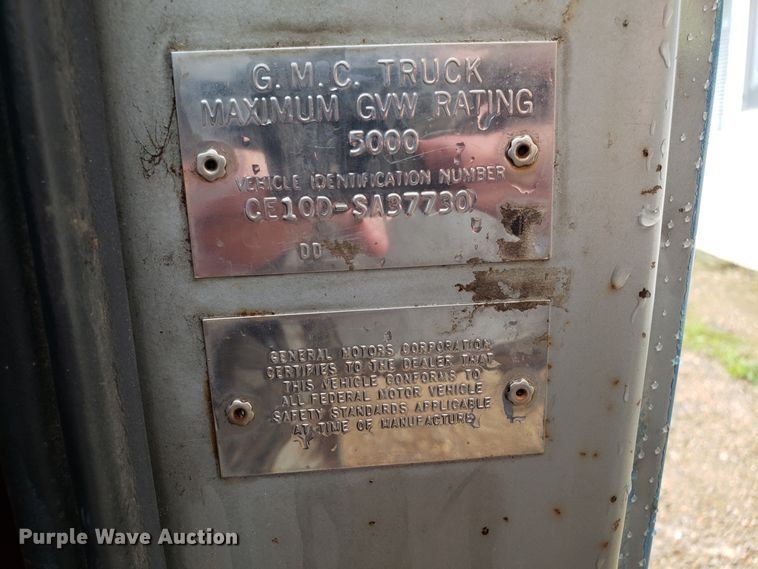 G.M.C. TRUCK
MAXIMUM GVW RATING
5000
VEHICLE IDENTIFICATION NUMBER
CE10D-SA37730
DD
GENERAL MOTORS CORPORATION
CERTIFIES TO THE DEALER THAT
THIS VEHICLE CONFORMS TO
ALL FEDERAL MOTOR VEHICLE
SAFETY STANDARDS APPLICABLE
AT TIME OF MANUFACTURE
Purple Wave Auction